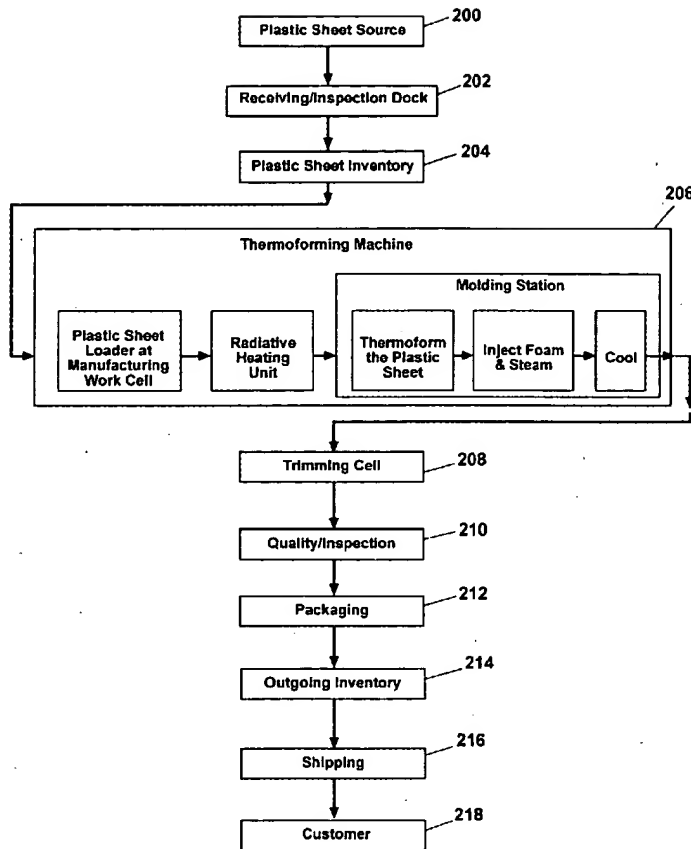 Plastic Sheet Source
200
Receiving/Inspection Dock
202
Plastic Sheet Inventory
204
206
Thermoforming Machine
Molding Station
Plastic Sheet
Loader at
Manufacturing
Work Cell
Radiative
Heating
Unit
Thermoform
the Plastic
Sheet
Inject Foam
& Steam
Cool
Trimming Cell
208
Quality/Inspection
210
Packaging
212
Outgoing Inventory
214
Shipping
216
Customer
218